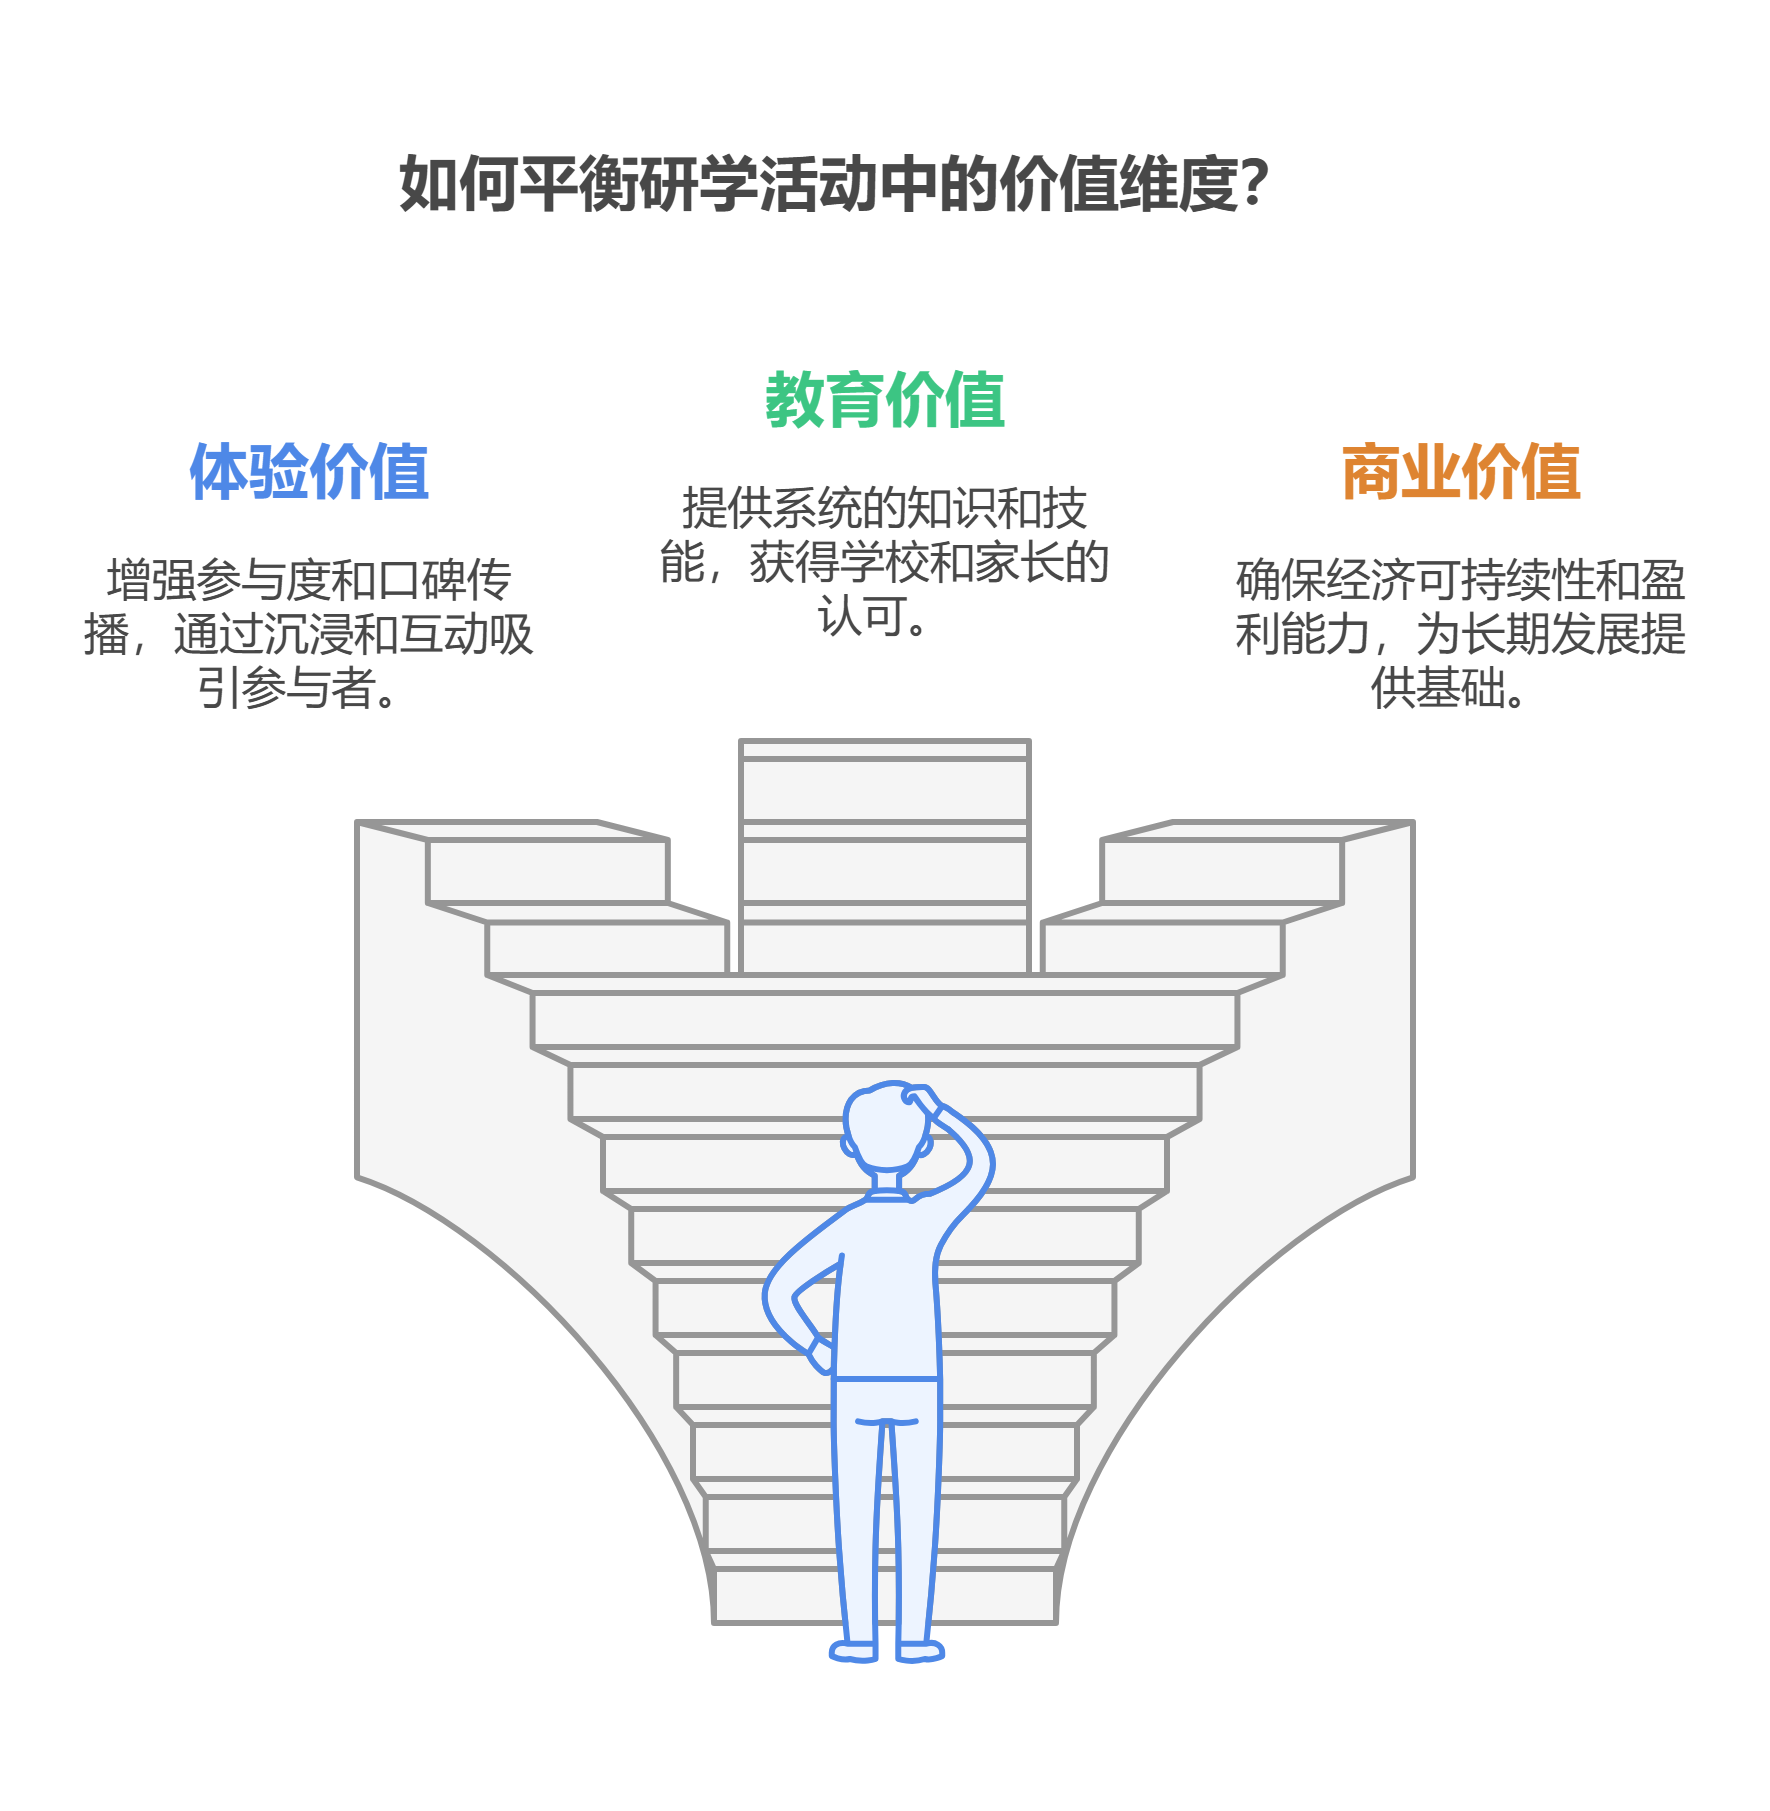 如何平衡研学活动中的价值维度？
教育价值
提供系统的知识和技
能，获得学校和家长的
认可。
体验价值
增强参与度和口碑传
播，通过沉浸和互动吸
引参与者。
商业价值
确保经济可持续性和盈
利能力，为长期发展提
供基础。